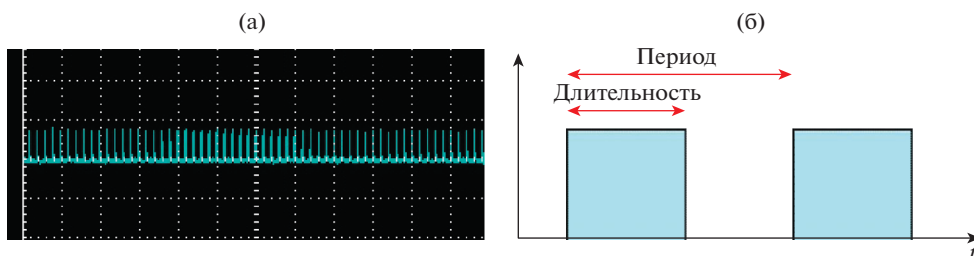 (а)
(б)
Период
Длительность
t